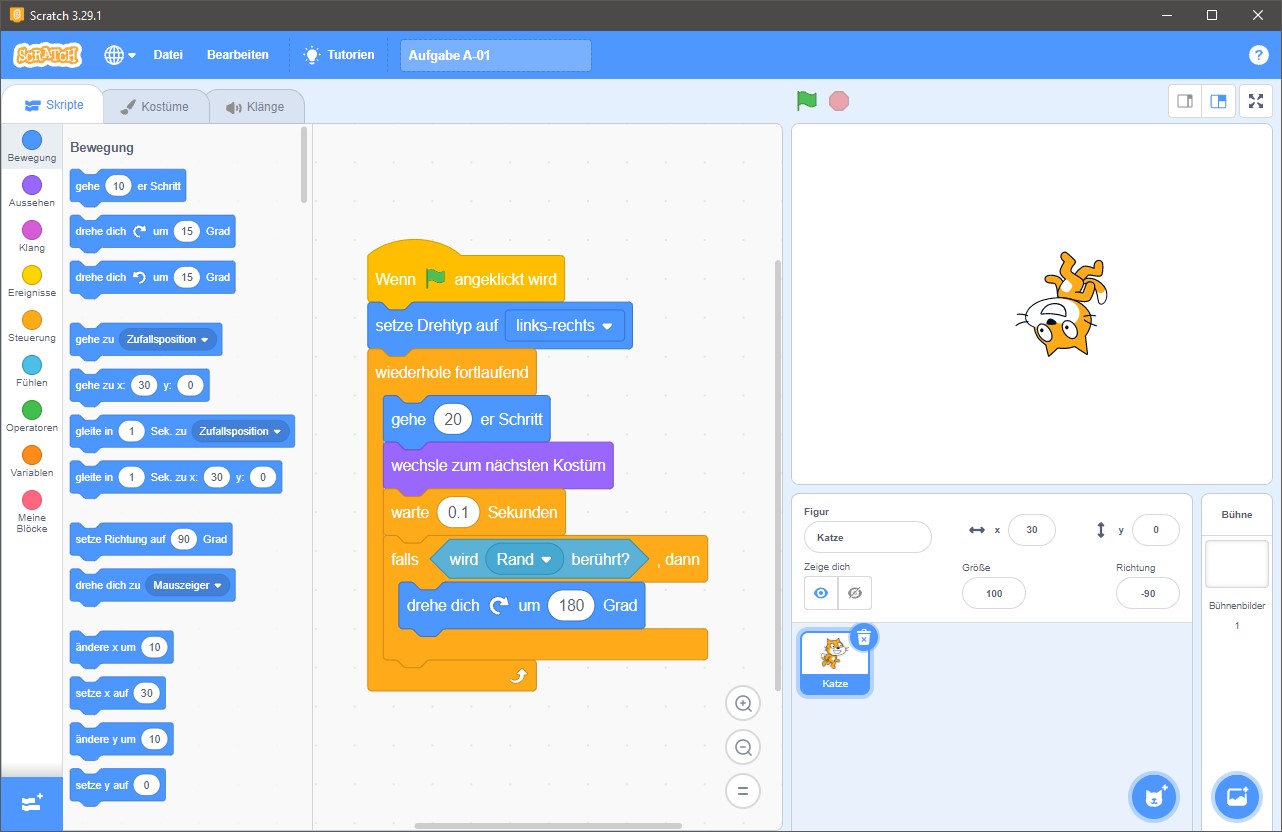 Scratch 3.29.1
SCRATCH
Datei
Bearbeiten
Tutorien
Aufgabe A-01
?
Skripte
Kostüme
Klänge
Bewegung
Aussehen
Klang
Ereignisse
Steuerung
Fühlen
Operatoren
Variablen
Meine
Blöcke
Bewegung
gehe 10 er Schritt
drehe dich um 15 Grad
drehe dich um 15 Grad
gehe zu Zufallsposition
gehe zu x: 30 y: 0
gleite in 1 Sek. zu Zufallsposition
gleite in 1 Sek. zu x: 30 y: 0
setze Richtung auf 90 Grad
drehe dich zu Mauszeiger
ändere x um 10
setze x auf 30
ändere y um 10
setze y auf 0
Wenn angeklickt wird
setze Drehtyp auf links-rechts
wiederhole fortlaufend
gehe 20 er Schritt
wechsle zum nächsten Kostüm
warte 0.1 Sekunden
falls wird Rand berührt? , dann
drehe dich um 180 Grad
Figur
Katze
x 30
y 0
Zeige dich
Größe
100
Richtung
-90
Katze
Bühne
Bühnenbilder
1